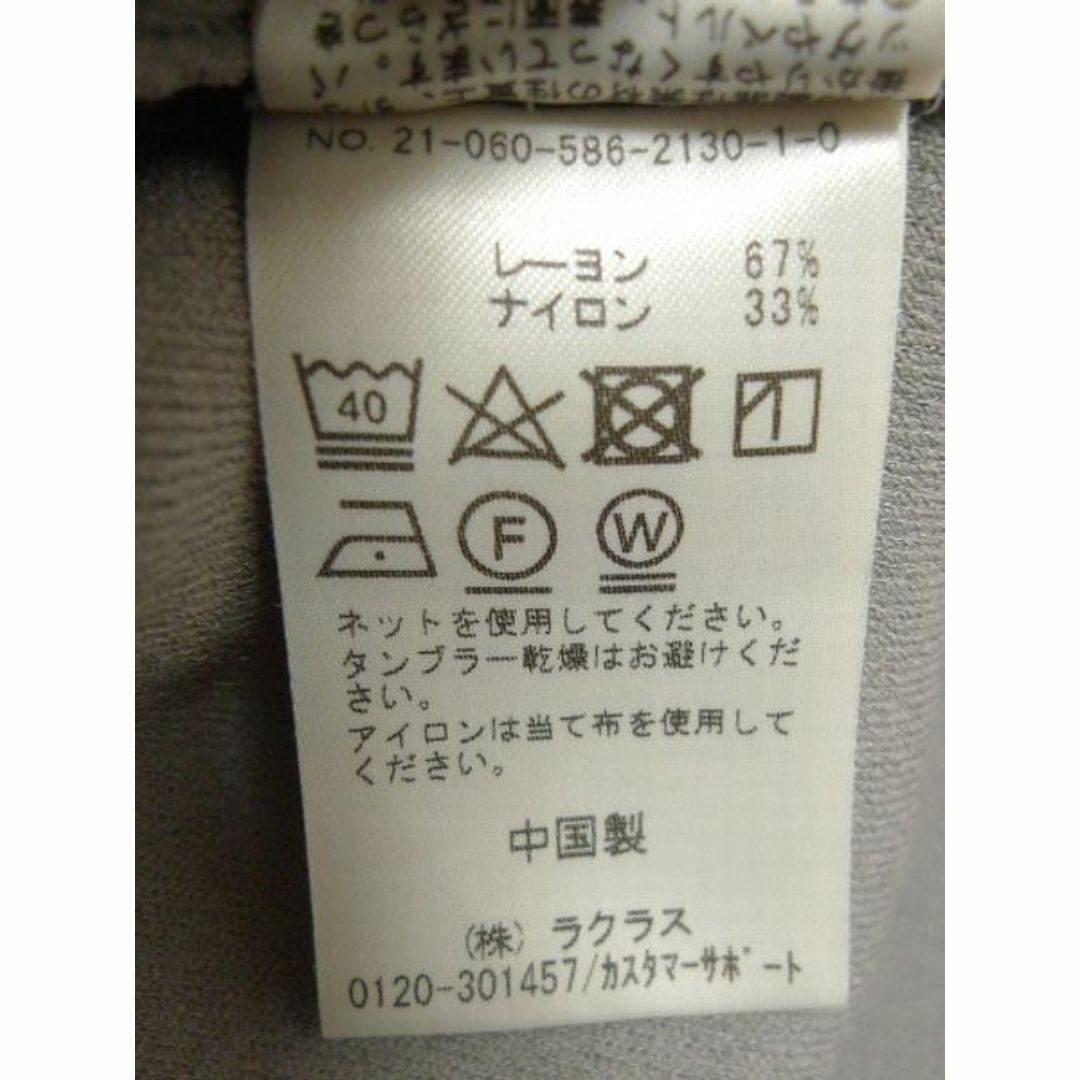 NO. 21-060-586-2130-1-0
レーヨン 67%
ナイロン 33%
40
F W
ネットを使用してください。
タンブラー乾燥はお避けくだ
さい。
アイロンは当て布を使用して
ください。
中国製
(株) ラクラス
0120-301457/カスタマーサポート